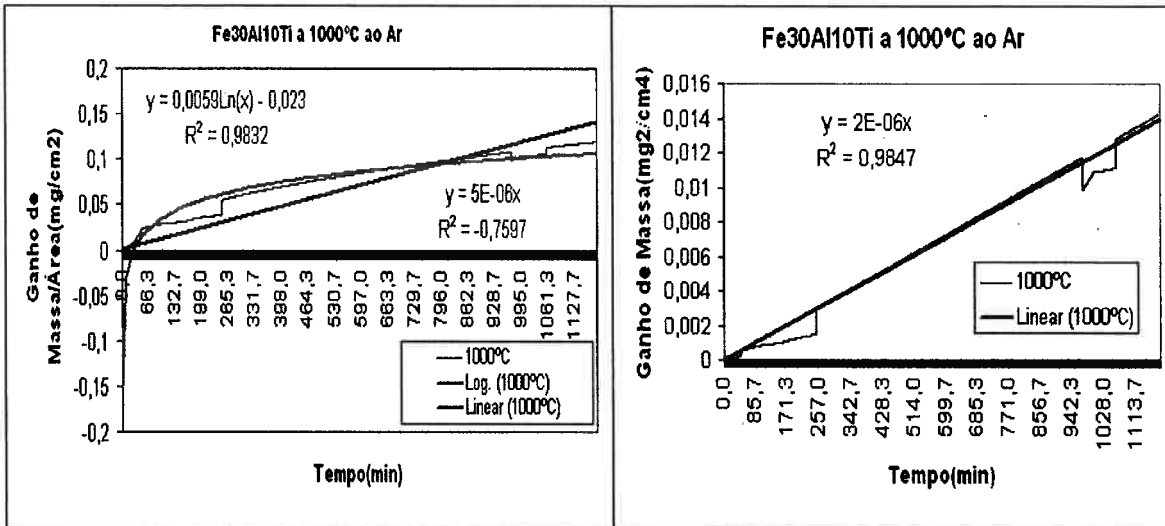 Fe30Al10Ti a 1000ºC ao Ar
Ganho de
Massa/Área(mg/cm2)
0,2
0,15
0,1
0,05
0
-0,05
-0,1
-0,15
-0,2
y = 0,0059Ln(x) - 0,023
R² = 0,9832
y = 5E-06x
R² = -0,7597
0,0
66,3
132,7
199,0
265,3
331,7
398,0
464,3
530,7
597,0
663,3
729,7
796,0
862,3
928,7
995,0
1061,3
1127,7
1000ºC
Log. (1000ºC)
Linear (1000ºC)
Tempo(min)
Fe30Al10Ti a 1000ºC ao Ar
Ganho de Massa(mg2/cm4)
0,016
0,014
0,012
0,01
0,008
0,006
0,004
0,002
0
y = 2E-06x
R² = 0,9847
0,0
85,7
171,3
257,0
342,7
428,3
514,0
599,7
685,3
771,0
856,7
942,3
1028,0
1113,7
1000ºC
Linear (1000ºC)
Tempo(min)